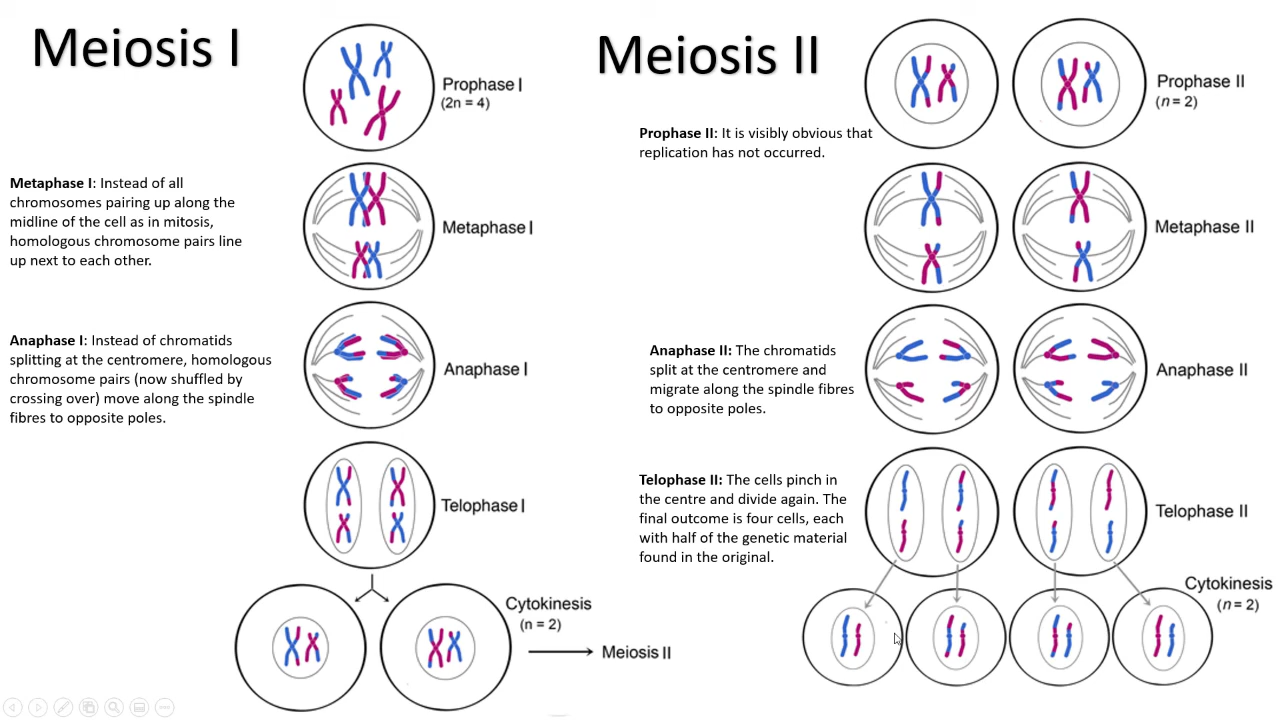 Meiosis I
Prophase I
(2n = 4)
Metaphase I: Instead of all
chromosomes pairing up along the
midline of the cell as in mitosis,
homologous chromosome pairs line
up next to each other.
Metaphase I
Anaphase I: Instead of chromatids
splitting at the centromere, homologous
chromosome pairs (now shuffled by
crossing over) move along the spindle
fibres to opposite poles.
Anaphase I
Telophase I
Cytokinesis
(n = 2)
Meiosis II
Meiosis II
Prophase II
(n = 2)
Prophase II: It is visibly obvious that
replication has not occurred.
Metaphase II
Anaphase II: The chromatids
split at the centromere and
migrate along the spindle fibres
to opposite poles.
Anaphase II
Telophase II: The cells pinch in
the centre and divide again. The
final outcome is four cells, each
with half of the genetic material
found in the original.
Telophase II
Cytokinesis
(n = 2)